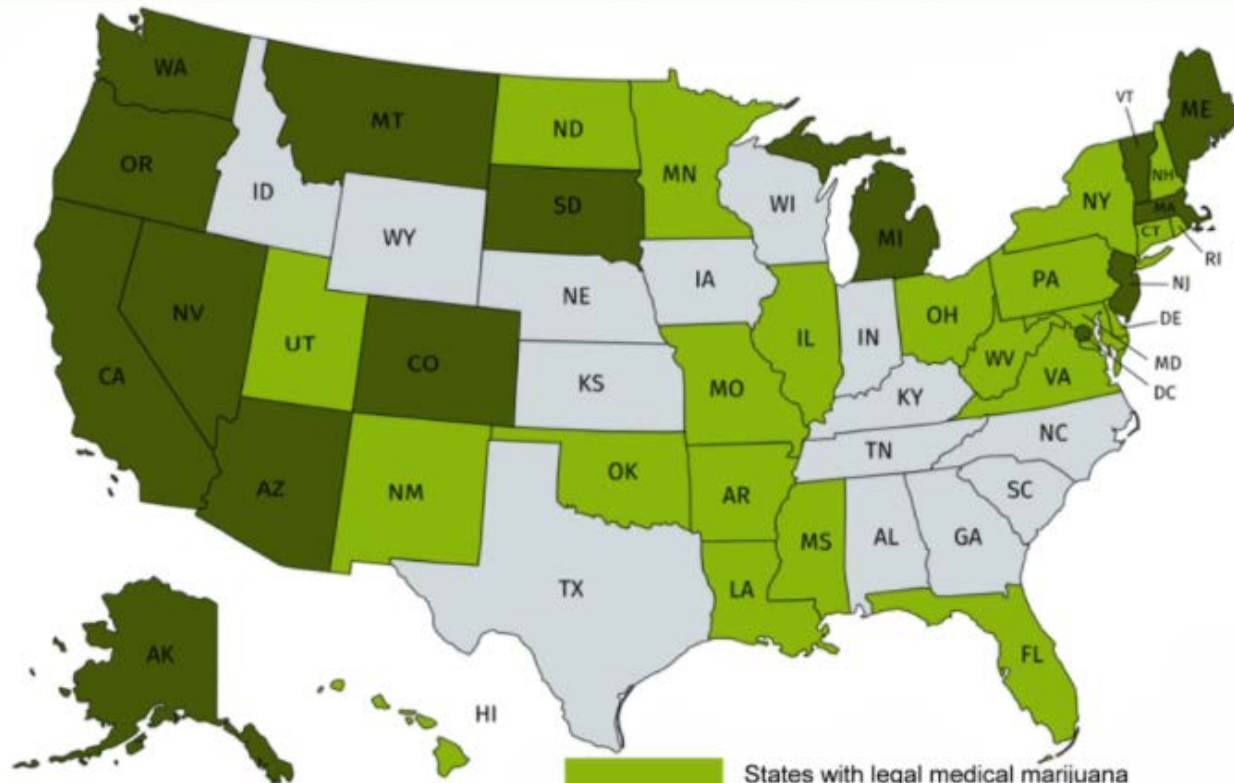 WA
MT
ND
MN
VT
ME
OR
ID
SD
WI
MI
NY
NH
MA
CT
RI
WY
IA
PA
NJ
NE
OH
DE
NV
UT
IL
IN
WV
MD
CA
CO
KS
MO
VA
DC
KY
NC
TN
AZ
NM
OK
AR
SC
MS
AL
GA
TX
LA
AK
FL
HI
States with legal medical marijuana